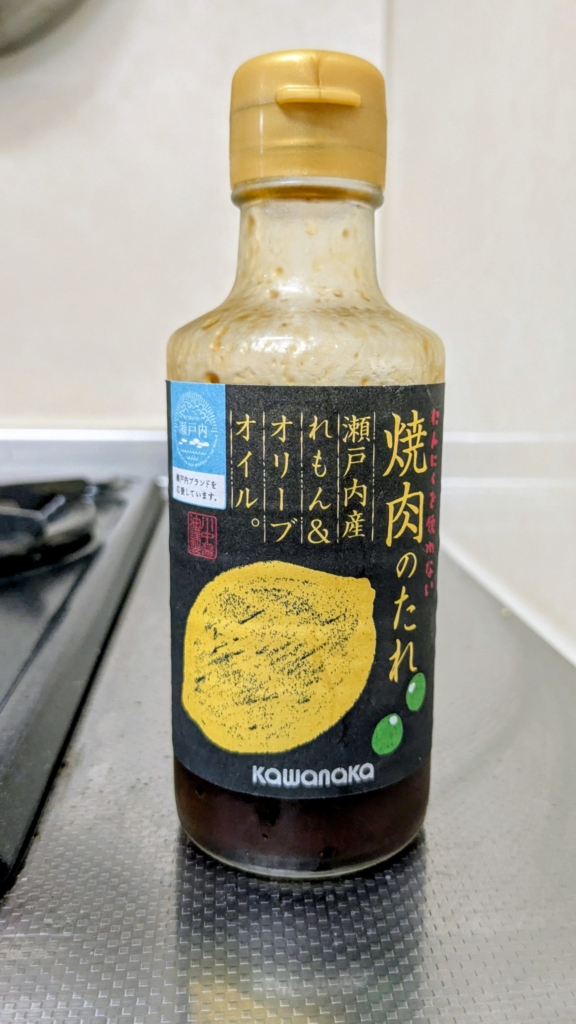 にんにくを使わない
焼肉のたれ
瀬戸内産
れもん&
オリーブ
オイル。
瀬戸内
瀬戸内ブランドを
応援しています。
kawanaka